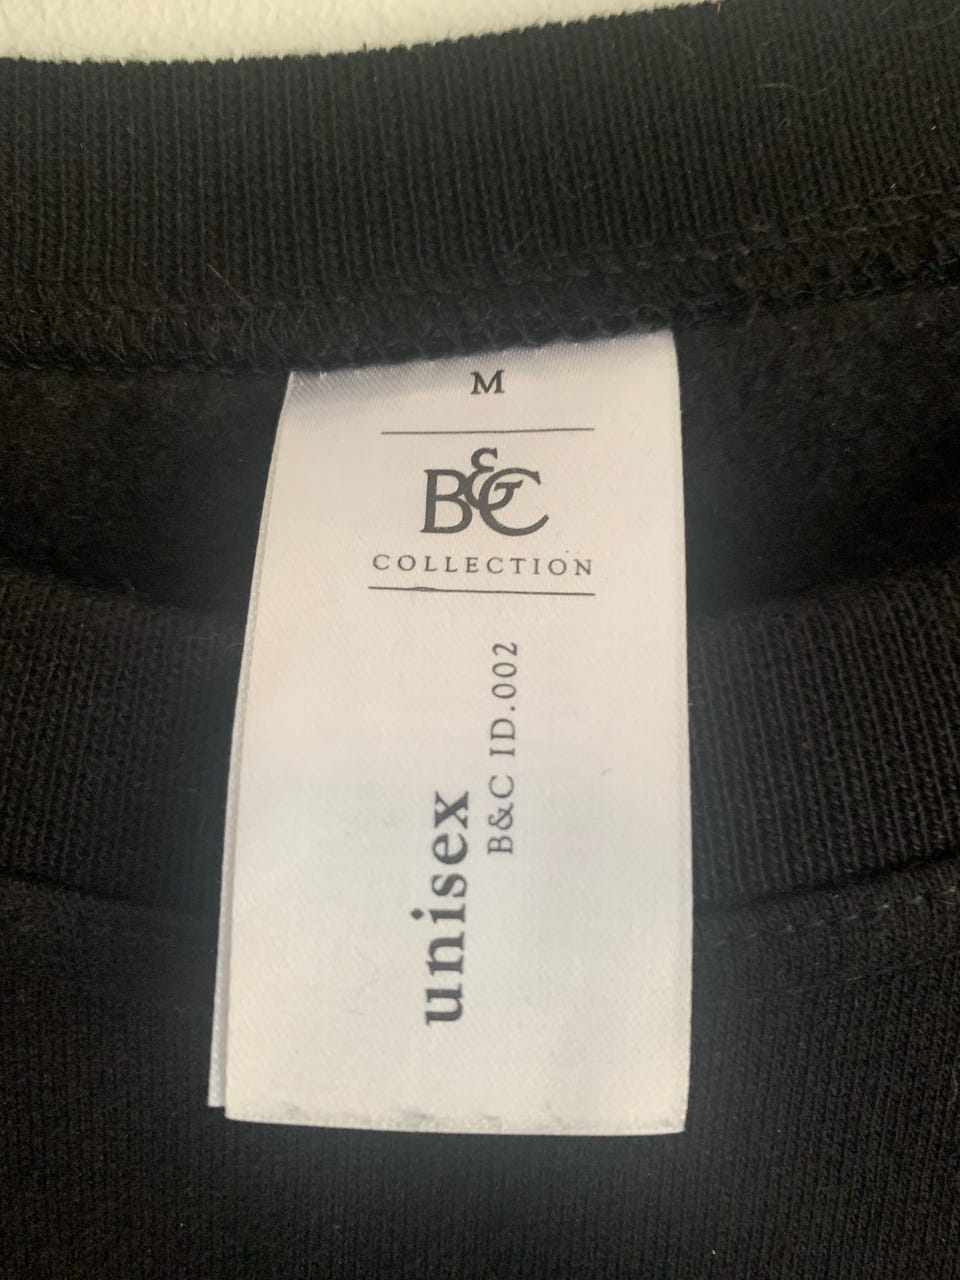 M
B&C
COLLECTION
unisex
B&C ID.002